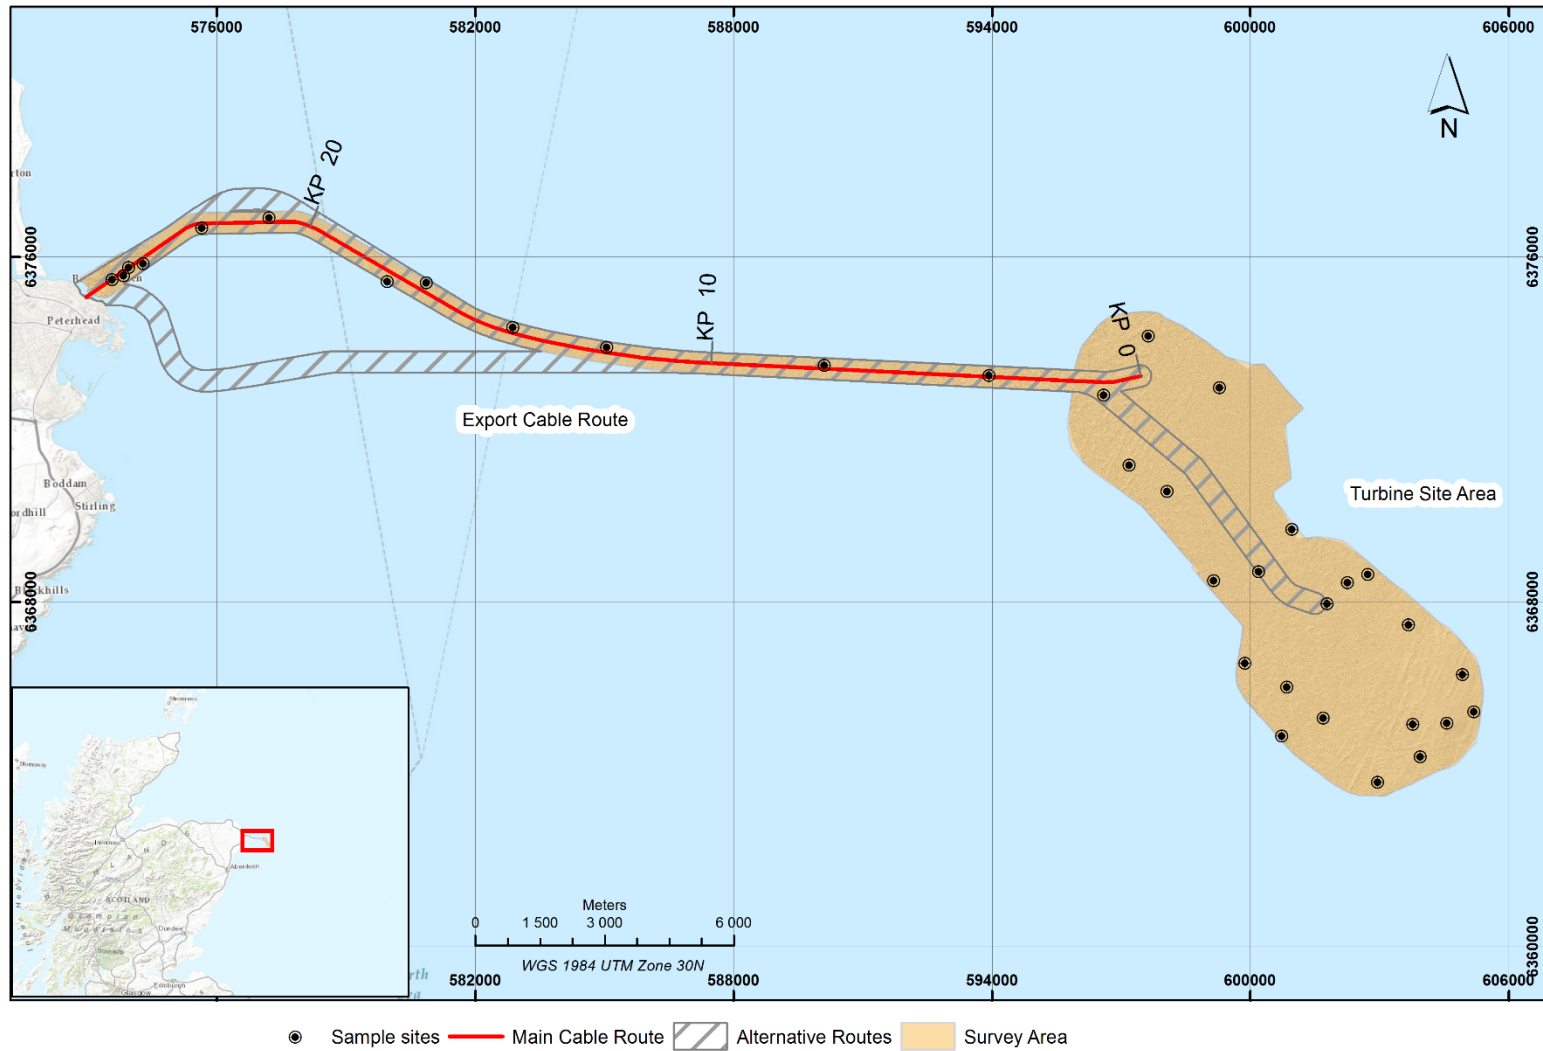 576000
582000
588000
594000
600000
606000
N
rton
KP 20
6376000
6376000
KP 10
KP 0
Peterhead
Export Cable Route
Boddam
Stirling
ordhill
Turbine Site Area
6368000
6368000
SCOTLAND
Inverness
Aberdeen
Dundee
Edinburgh
Glasgow
Meters
0 1 500 3 000 6 000
WGS 1984 UTM Zone 30N
6360000
582000
588000
594000
600000
606000
Sample sites
Main Cable Route
Alternative Routes
Survey Area